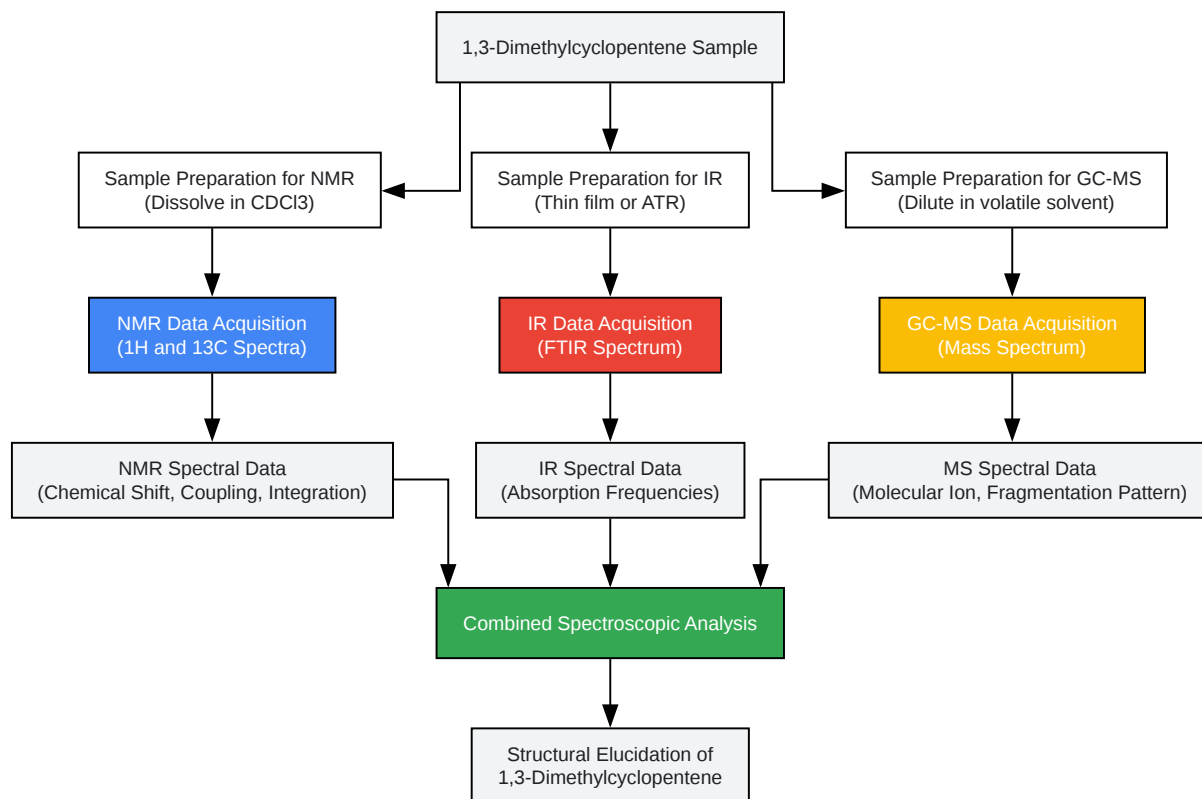 1,3-Dimethylcyclopentene Sample
Sample Preparation for NMR
(Dissolve in CDCl3)
Sample Preparation for IR
(Thin film or ATR)
Sample Preparation for GC-MS
(Dilute in volatile solvent)
NMR Data Acquisition
(1H and 13C Spectra)
IR Data Acquisition
(FTIR Spectrum)
GC-MS Data Acquisition
(Mass Spectrum)
NMR Spectral Data
(Chemical Shift, Coupling, Integration)
IR Spectral Data
(Absorption Frequencies)
MS Spectral Data
(Molecular Ion, Fragmentation Pattern)
Combined Spectroscopic Analysis
Structural Elucidation of
1,3-Dimethylcyclopentene